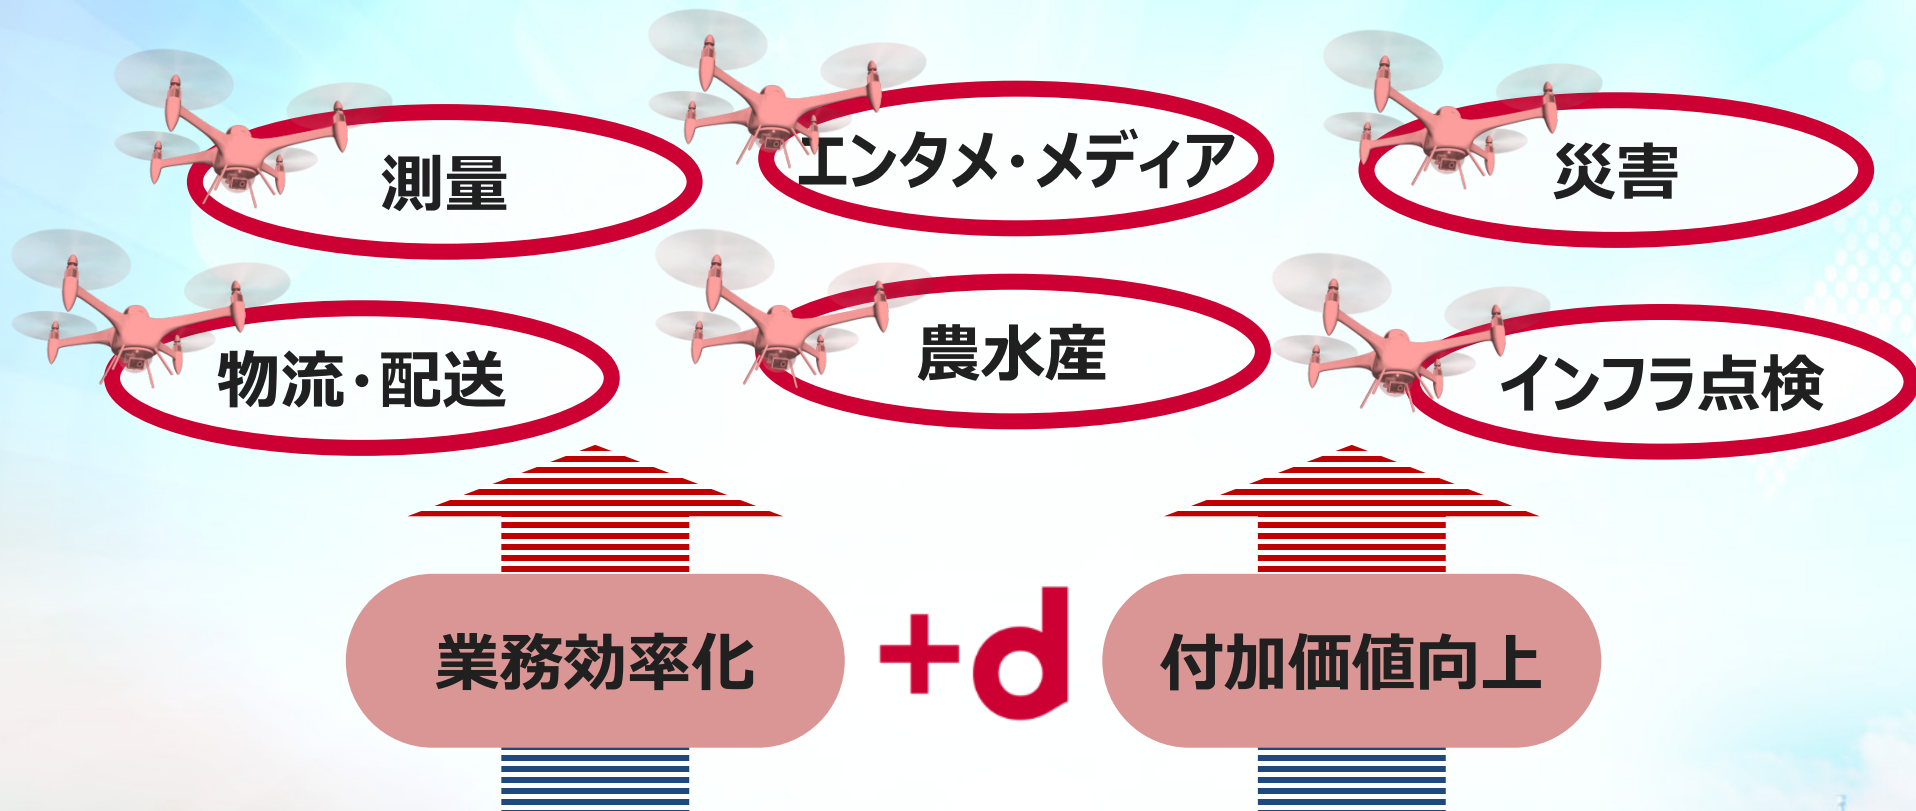 測量
エンタメ・メディア
災害
物流・配送
農水産
インフラ点検
業務効率化
+d
付加価値向上